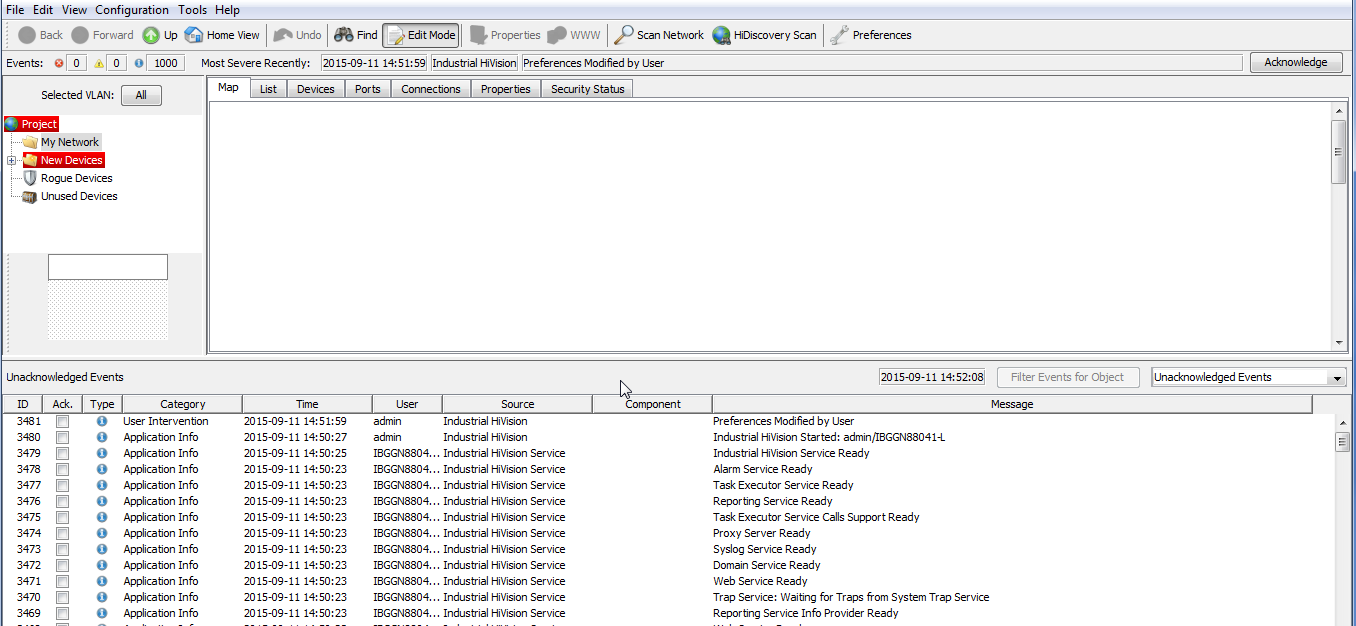 File Edit View Configuration Tools Help
Back Forward Up Home View Undo Find Edit Mode Properties WWW Scan Network HiDiscovery Scan Preferences
Events: 0 0 1000 Most Severe Recently: 2015-09-11 14:51:59 Industrial HiVision Preferences Modified by User Acknowledge
Selected VLAN: All
Map List Devices Ports Connections Properties Security Status
Project
My Network
New Devices
Rogue Devices
Unused Devices
Unacknowledged Events 2015-09-11 14:52:08 Filter Events for Object Unacknowledged Events
ID Ack. Type Category Time User Source Component Message
3481 User Intervention 2015-09-11 14:51:59 admin Industrial HiVision Preferences Modified by User
3480 Application Info 2015-09-11 14:50:27 admin Industrial HiVision Industrial HiVision Started: admin/IBGGN88041-L
3479 Application Info 2015-09-11 14:50:25 IBGGN8804... Industrial HiVision Service Industrial HiVision Service Ready
3478 Application Info 2015-09-11 14:50:23 IBGGN8804... Industrial HiVision Service Alarm Service Ready
3477 Application Info 2015-09-11 14:50:23 IBGGN8804... Industrial HiVision Service Task Executor Service Ready
3476 Application Info 2015-09-11 14:50:23 IBGGN8804... Industrial HiVision Service Reporting Service Ready
3475 Application Info 2015-09-11 14:50:23 IBGGN8804... Industrial HiVision Service Task Executor Service Calls Support Ready
3474 Application Info 2015-09-11 14:50:23 IBGGN8804... Industrial HiVision Service Proxy Server Ready
3473 Application Info 2015-09-11 14:50:23 IBGGN8804... Industrial HiVision Service Syslog Service Ready
3472 Application Info 2015-09-11 14:50:23 IBGGN8804... Industrial HiVision Service Domain Service Ready
3471 Application Info 2015-09-11 14:50:23 IBGGN8804... Industrial HiVision Service Web Service Ready
3470 Application Info 2015-09-11 14:50:23 IBGGN8804... Industrial HiVision Service Trap Service: Waiting for Traps from System Trap Service
3469 Application Info 2015-09-11 14:50:23 IBGGN8804... Industrial HiVision Service Reporting Service Info Provider Ready